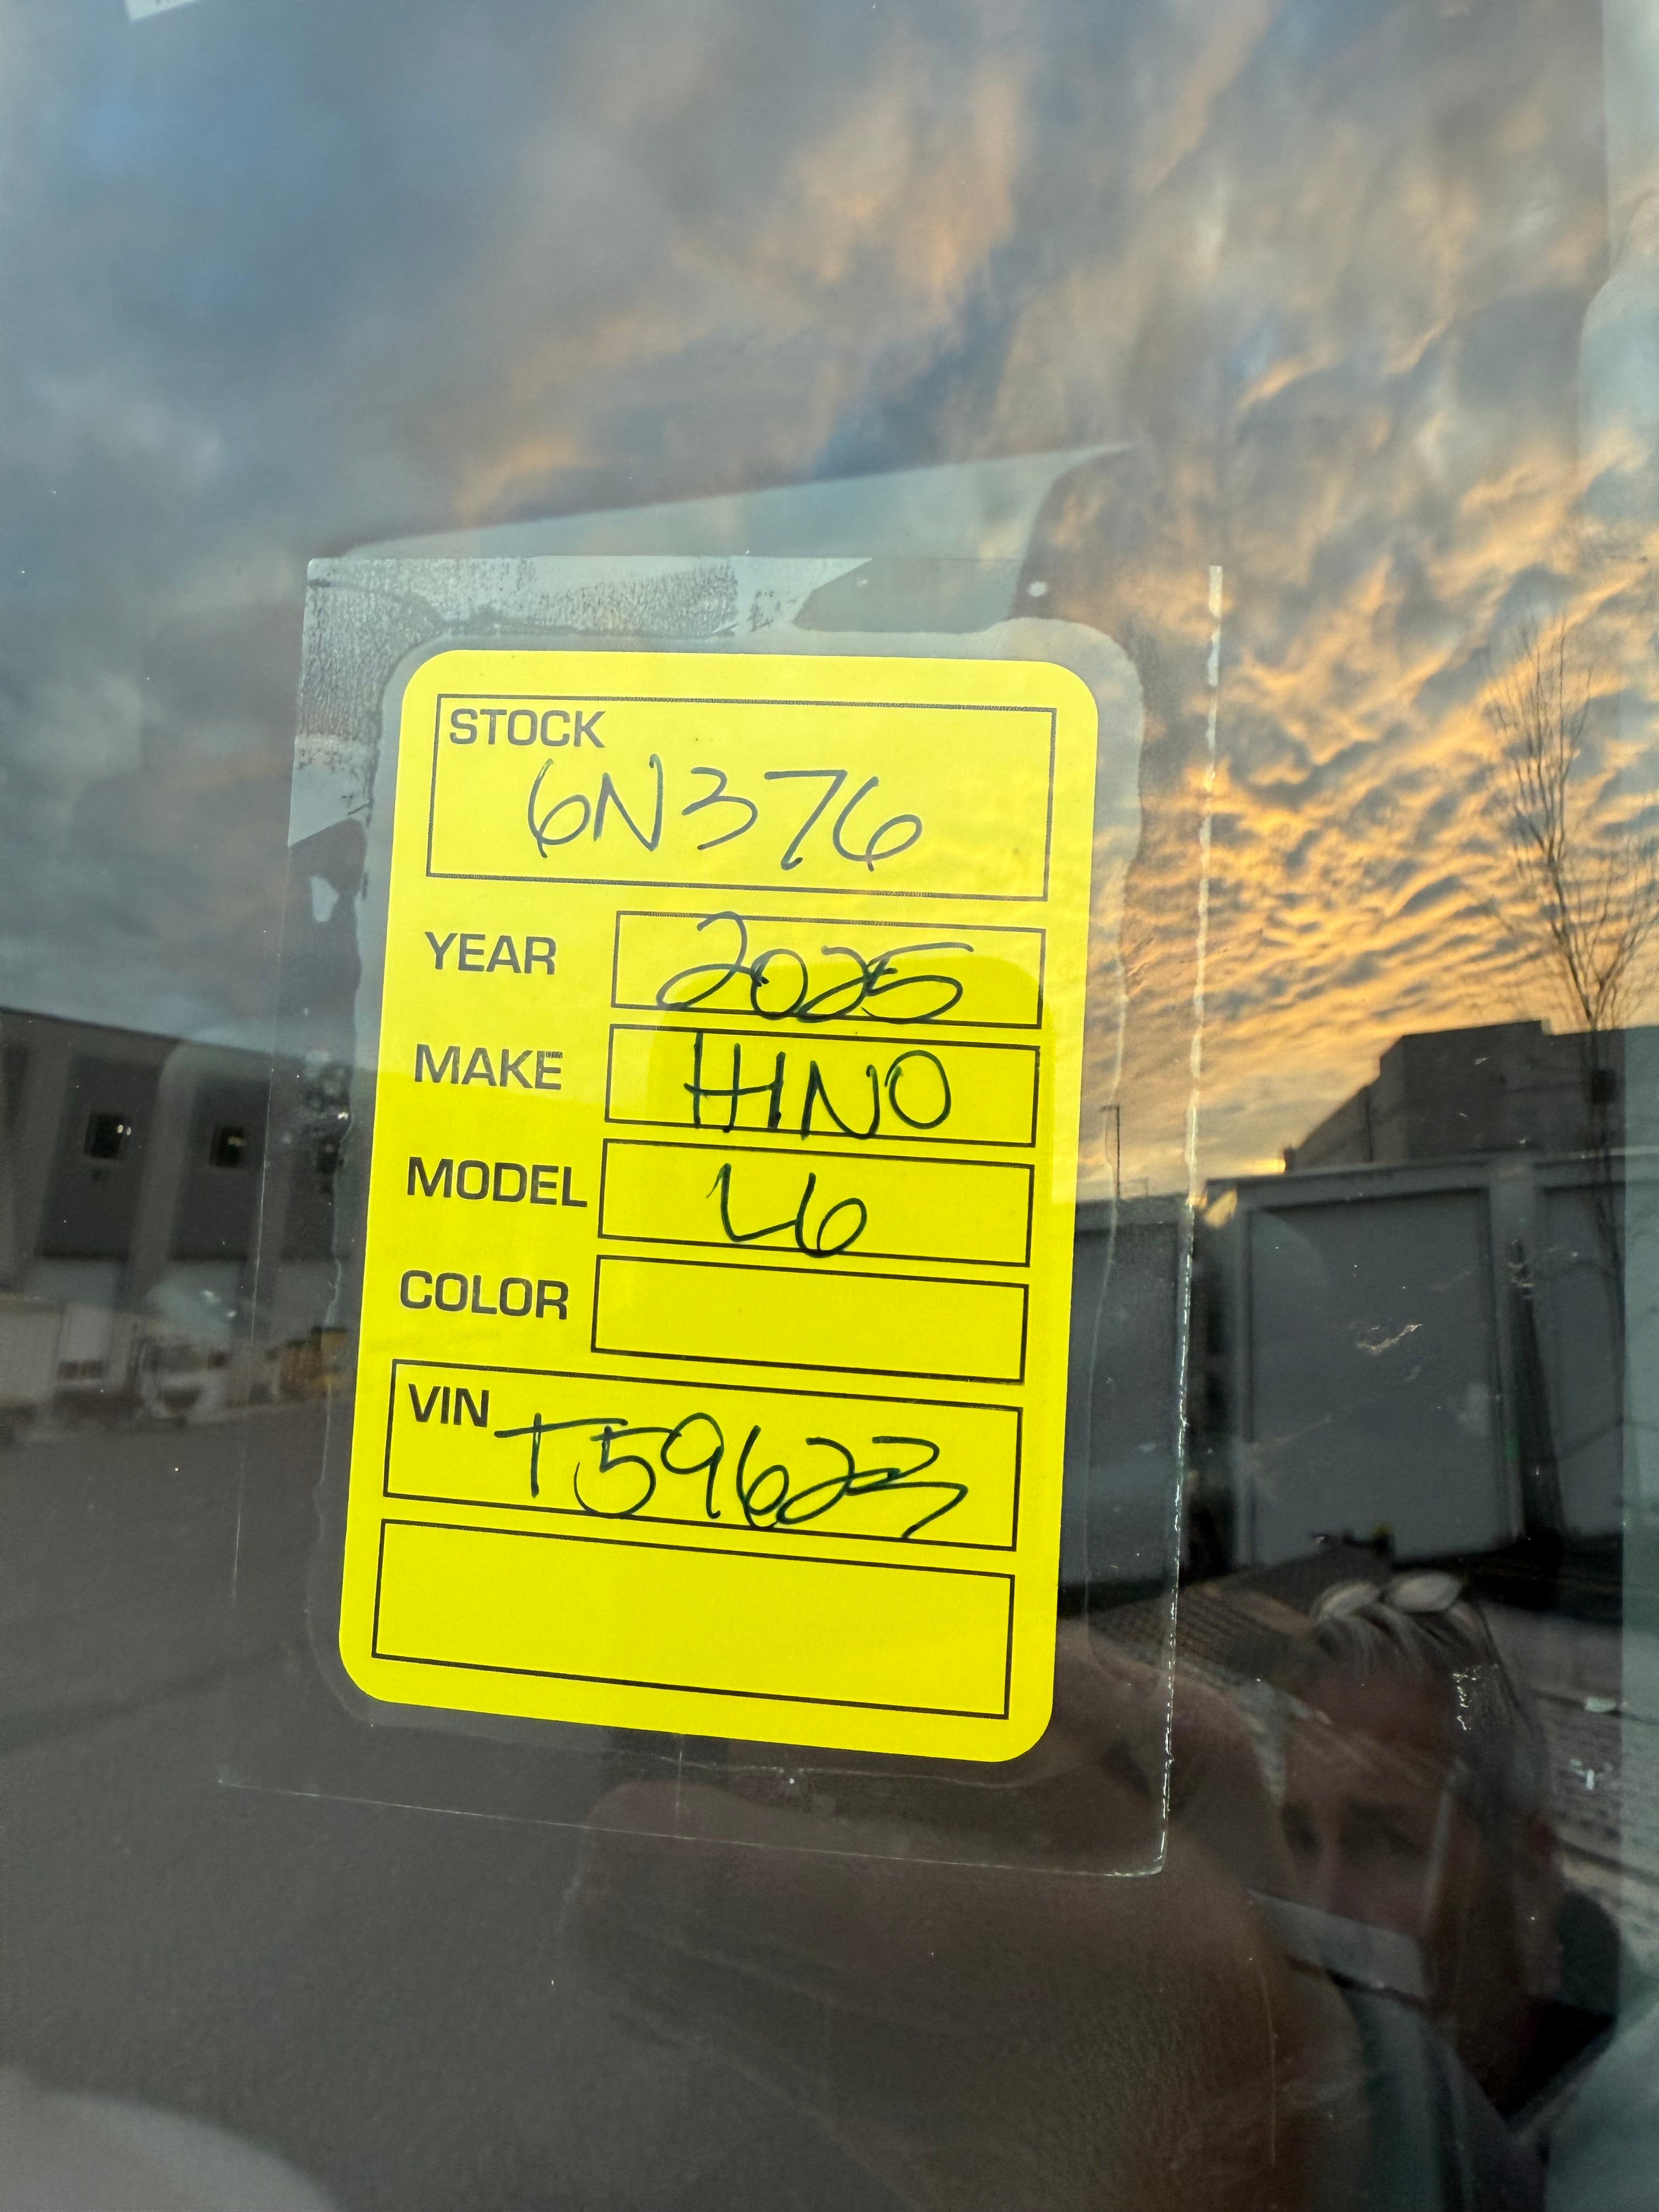 STOCK
6N376
YEAR 2025
MAKE HINO
MODEL L6
COLOR
VIN T59623